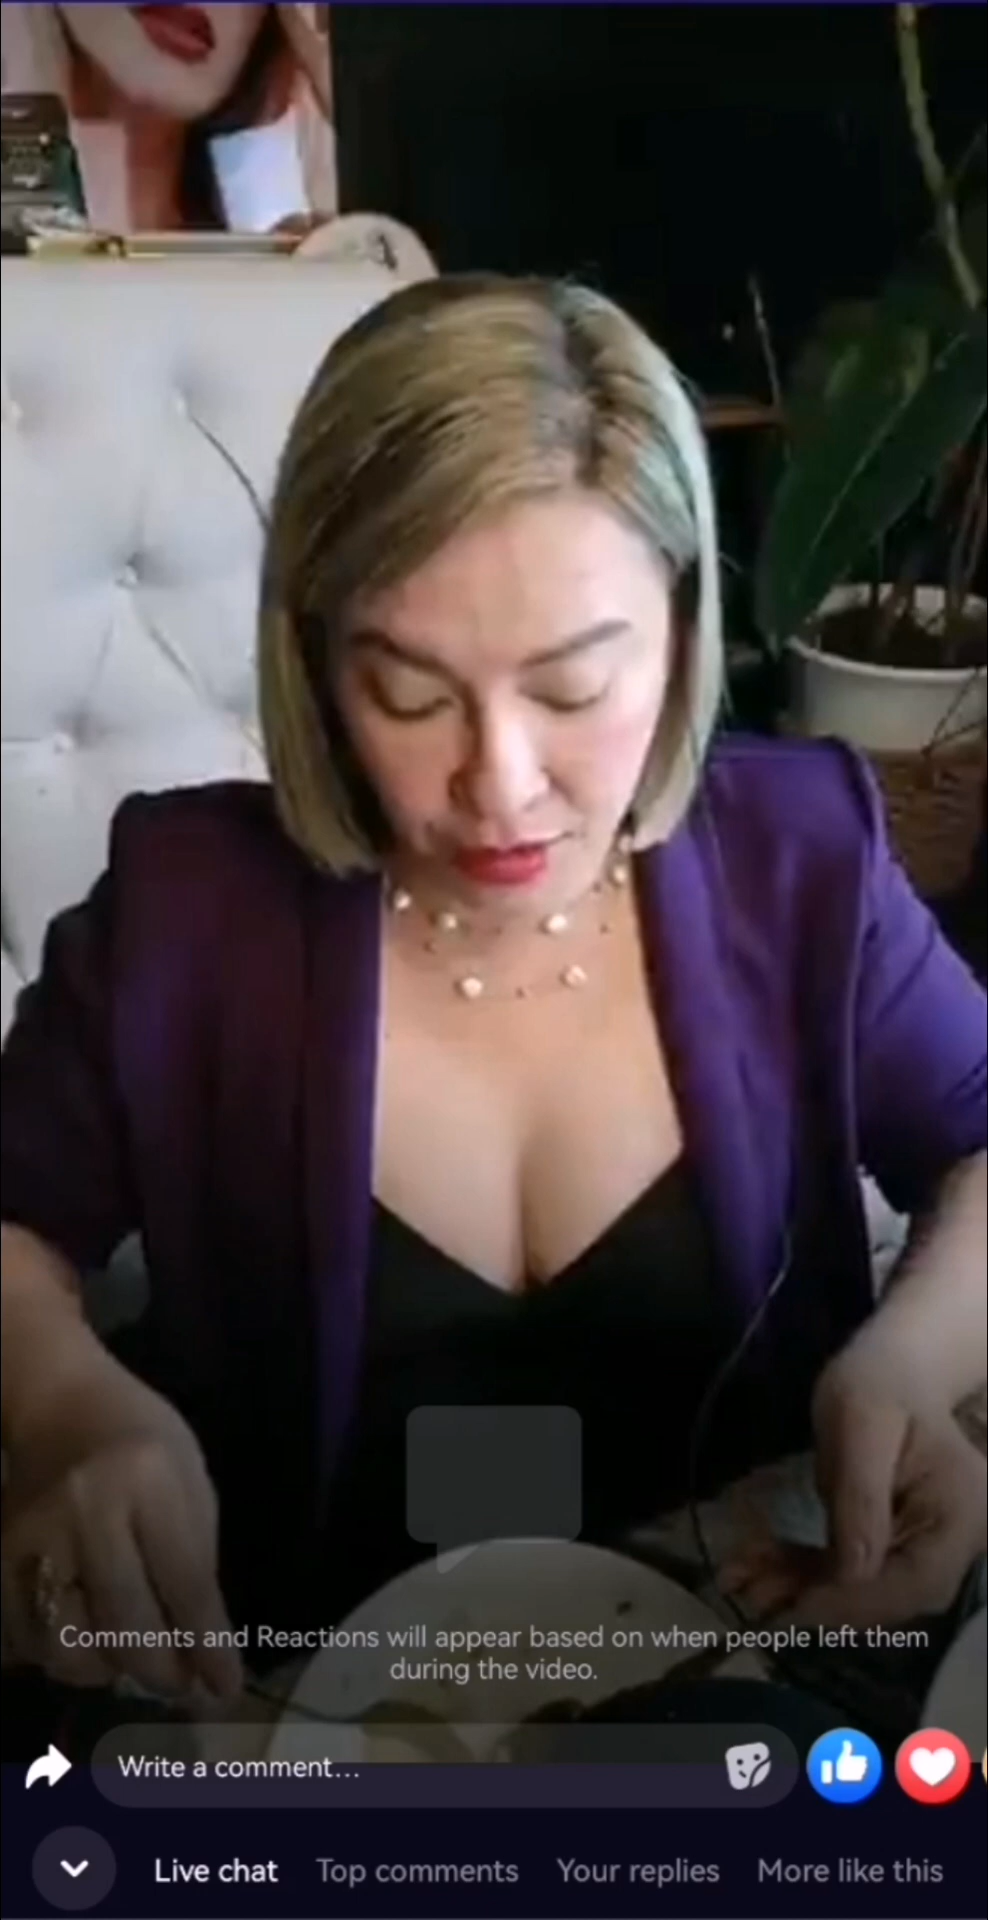 Comments and Reactions will appear based on when people left them
during the video.
Write a comment...
Live chat
Top comments
Your replies
More like this